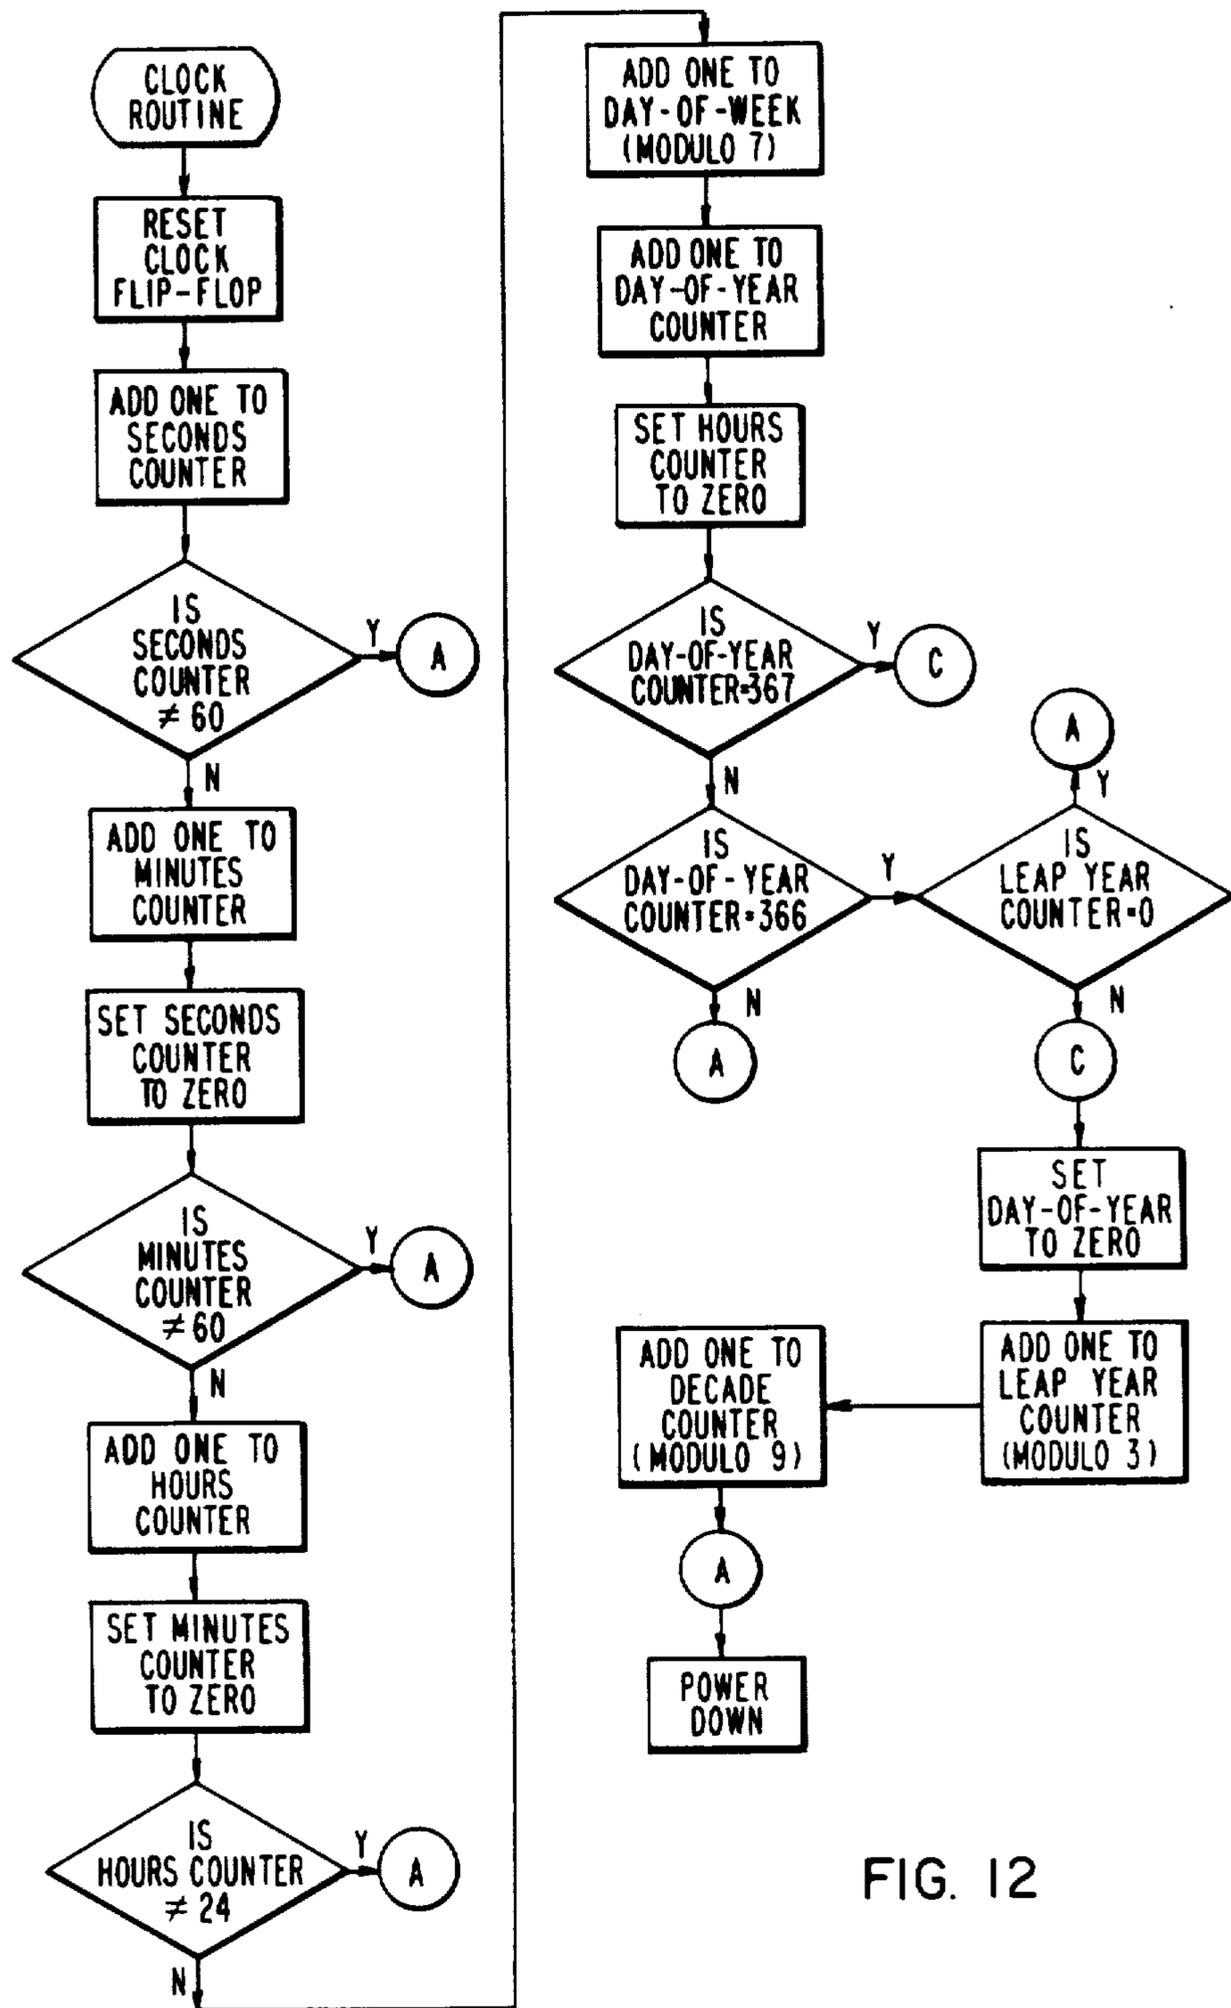 CLOCK
ROUTINE
RESET
CLOCK
FLIP-FLOP
ADD ONE TO
SECONDS
COUNTER
IS
SECONDS
COUNTER
≠ 60
Y
A
N
ADD ONE TO
MINUTES
COUNTER
SET SECONDS
COUNTER
TO ZERO
IS
MINUTES
COUNTER
≠ 60
Y
A
N
ADD ONE TO
HOURS
COUNTER
SET MINUTES
COUNTER
TO ZERO
IS
HOURS COUNTER
≠ 24
Y
A
N
ADD ONE TO
DAY-OF-WEEK
(MODULO 7)
ADD ONE TO
DAY-OF-YEAR
COUNTER
SET HOURS
COUNTER
TO ZERO
IS
DAY-OF-YEAR
COUNTER=367
Y
C
N
IS
DAY-OF-YEAR
COUNTER=366
Y
N
A
IS
LEAP YEAR
COUNTER=0
Y
A
N
C
SET
DAY-OF-YEAR
TO ZERO
ADD ONE TO
LEAP YEAR
COUNTER
(MODULO 3)
ADD ONE TO
DECADE
COUNTER
(MODULO 9)
A
POWER
DOWN
FIG. 12